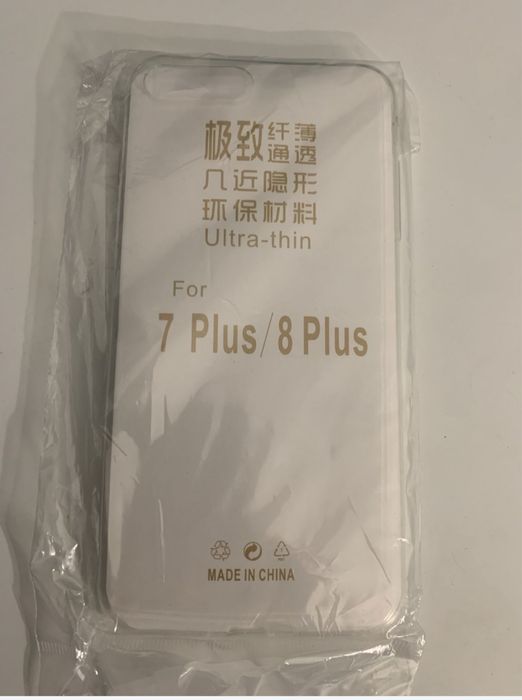 极致纤薄
通透
几近隐形
环保材料
Ultra-thin
For
7 Plus/8 Plus
MADE IN CHINA